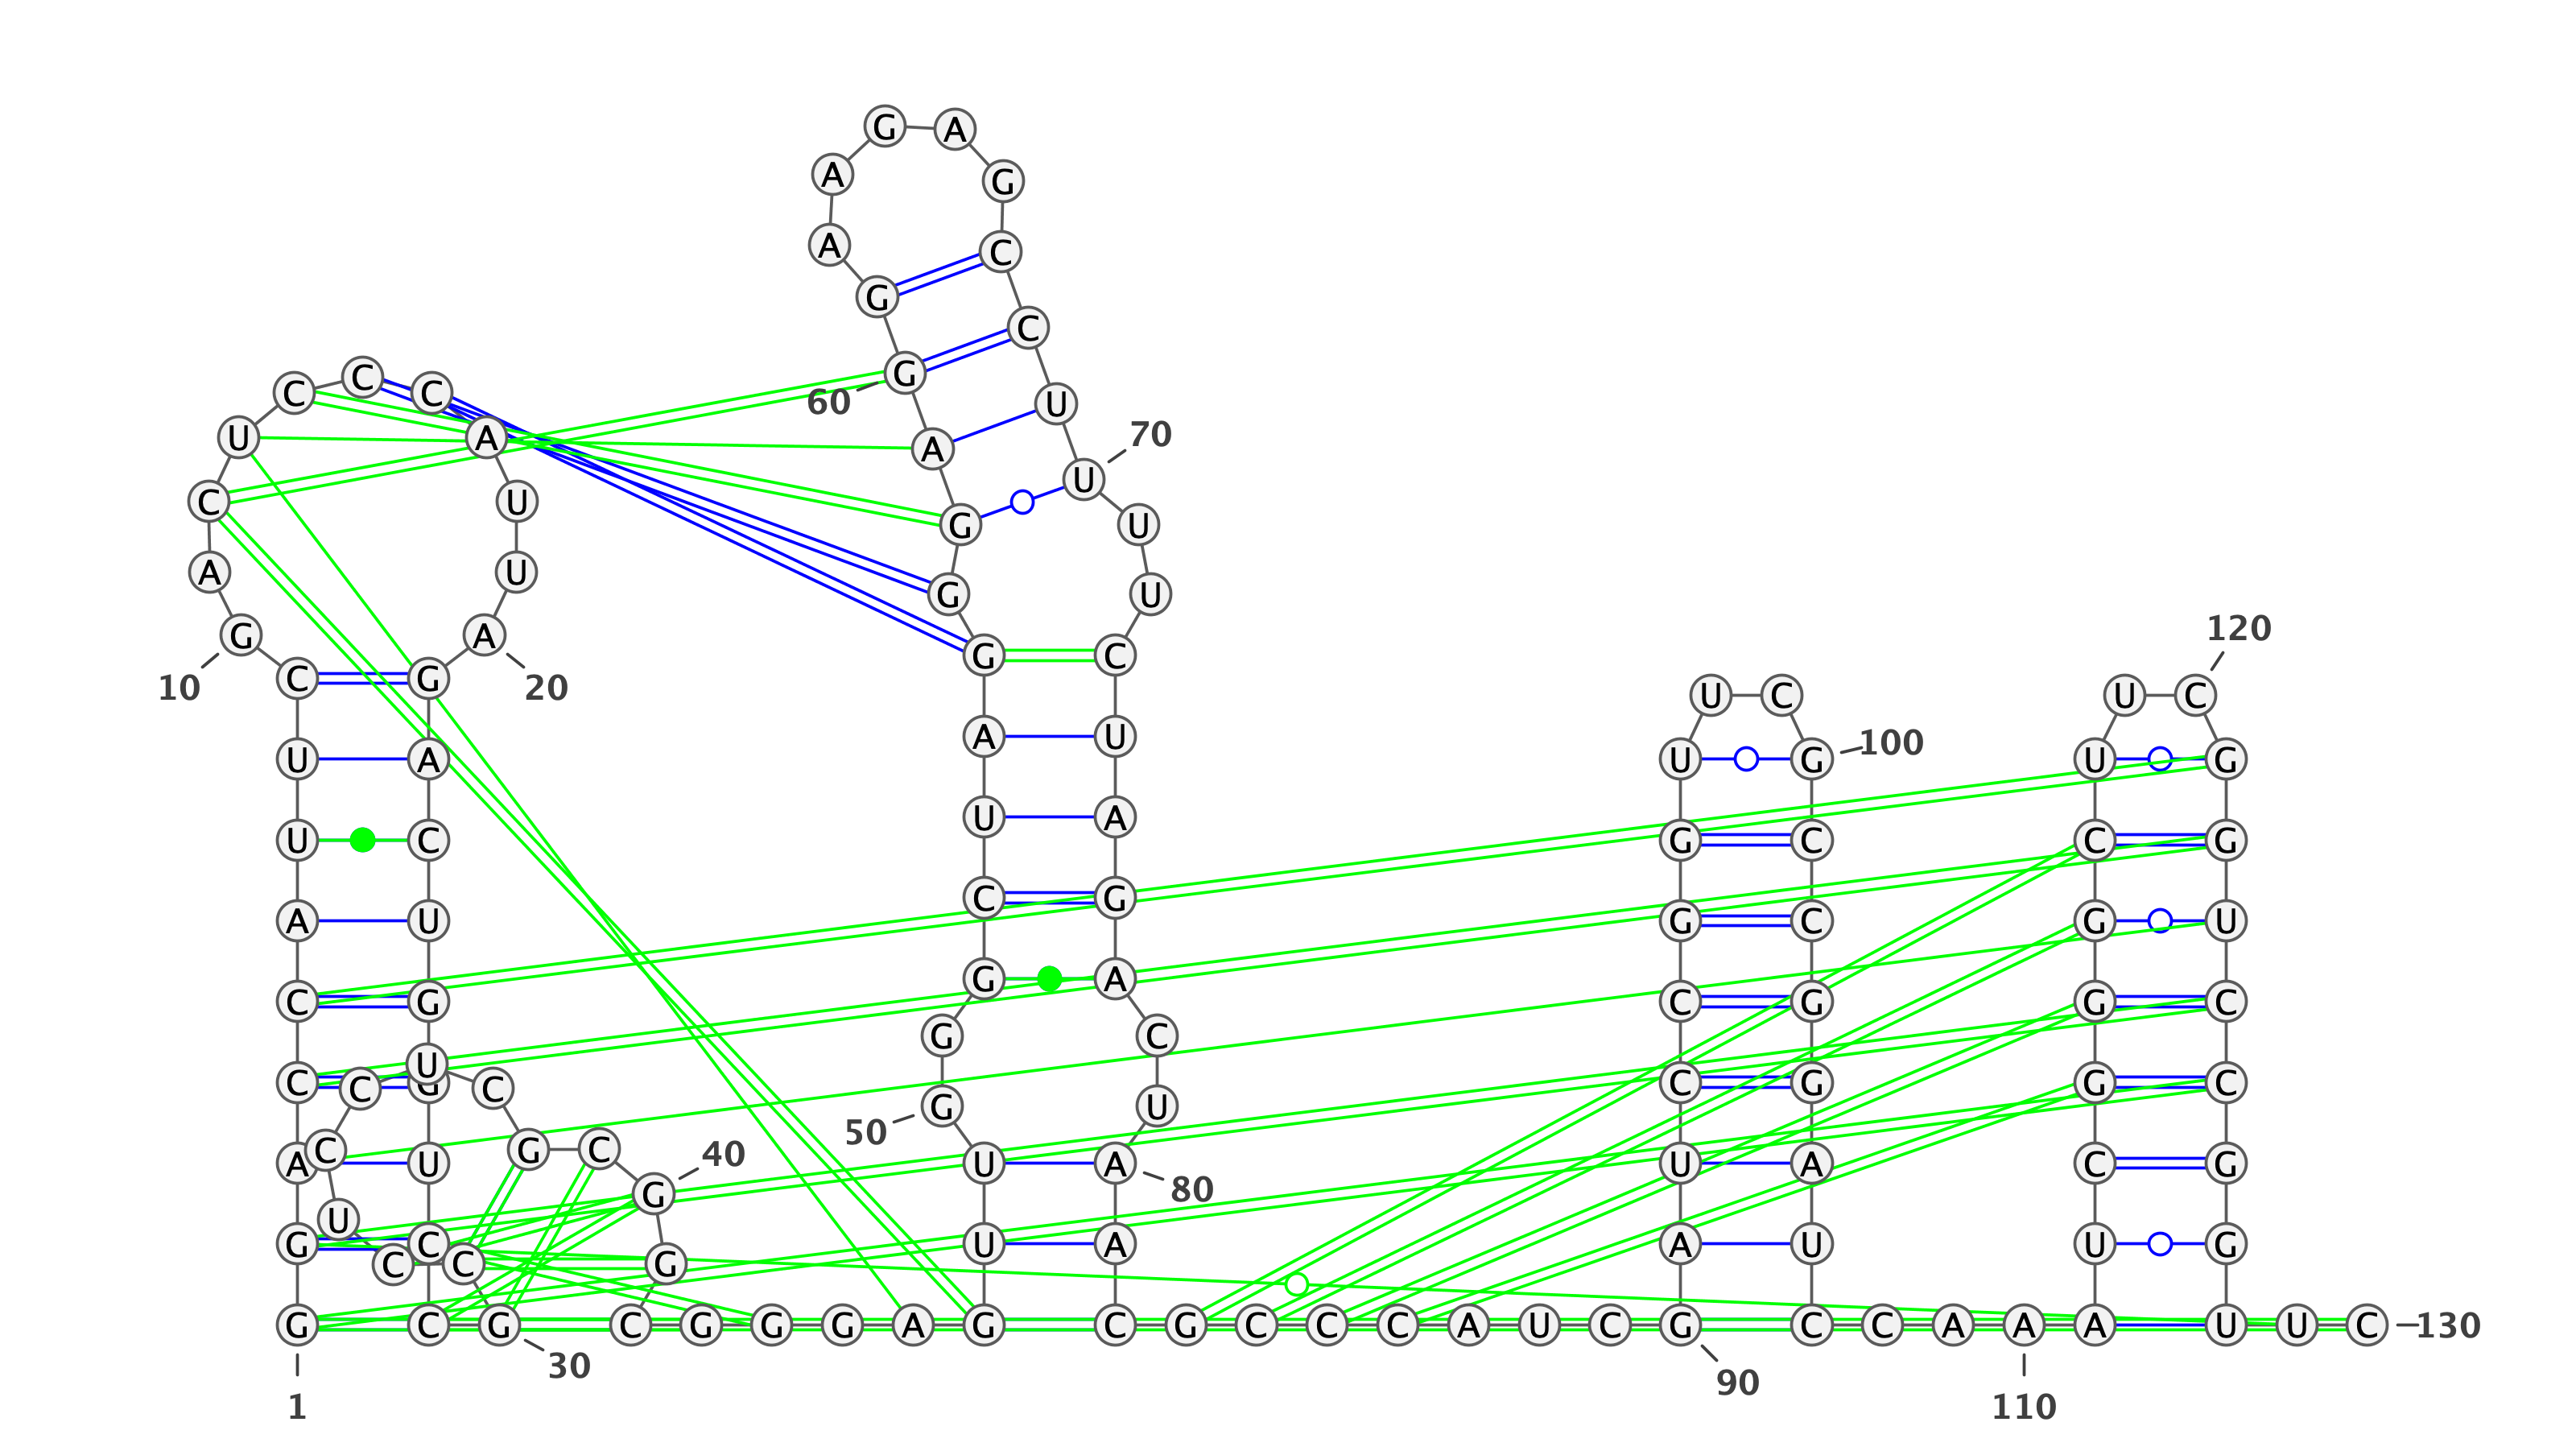 G A
A G
A C
G
C
G
C
C C
60
U
70
U A A
U
C U
G U
A U
G U
120
G A G C
10 C G 20
U C U C
A U
U A U G 100 U G
U A
U C G C C G
C G
A U G C G U
G A
C G C G G C
G C
U
C C G C C G G C
G U
50
C G C 40
A U U A U A C G
G 80
U
G C U A A U U G
C C G
G C G C G G G A G C G C C C A U C G C C A A A U U C 130
30
90
1 110